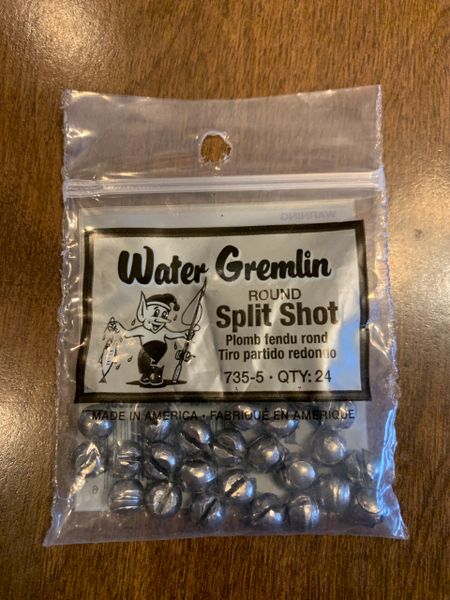 WARNING
Water Gremlin
ROUND
Split Shot
Plomb fendu rond
Tiro partido redondo
735-5 • QTY: 24
MADE IN AMERICA • FABRIQUÉ EN AMERIQUE